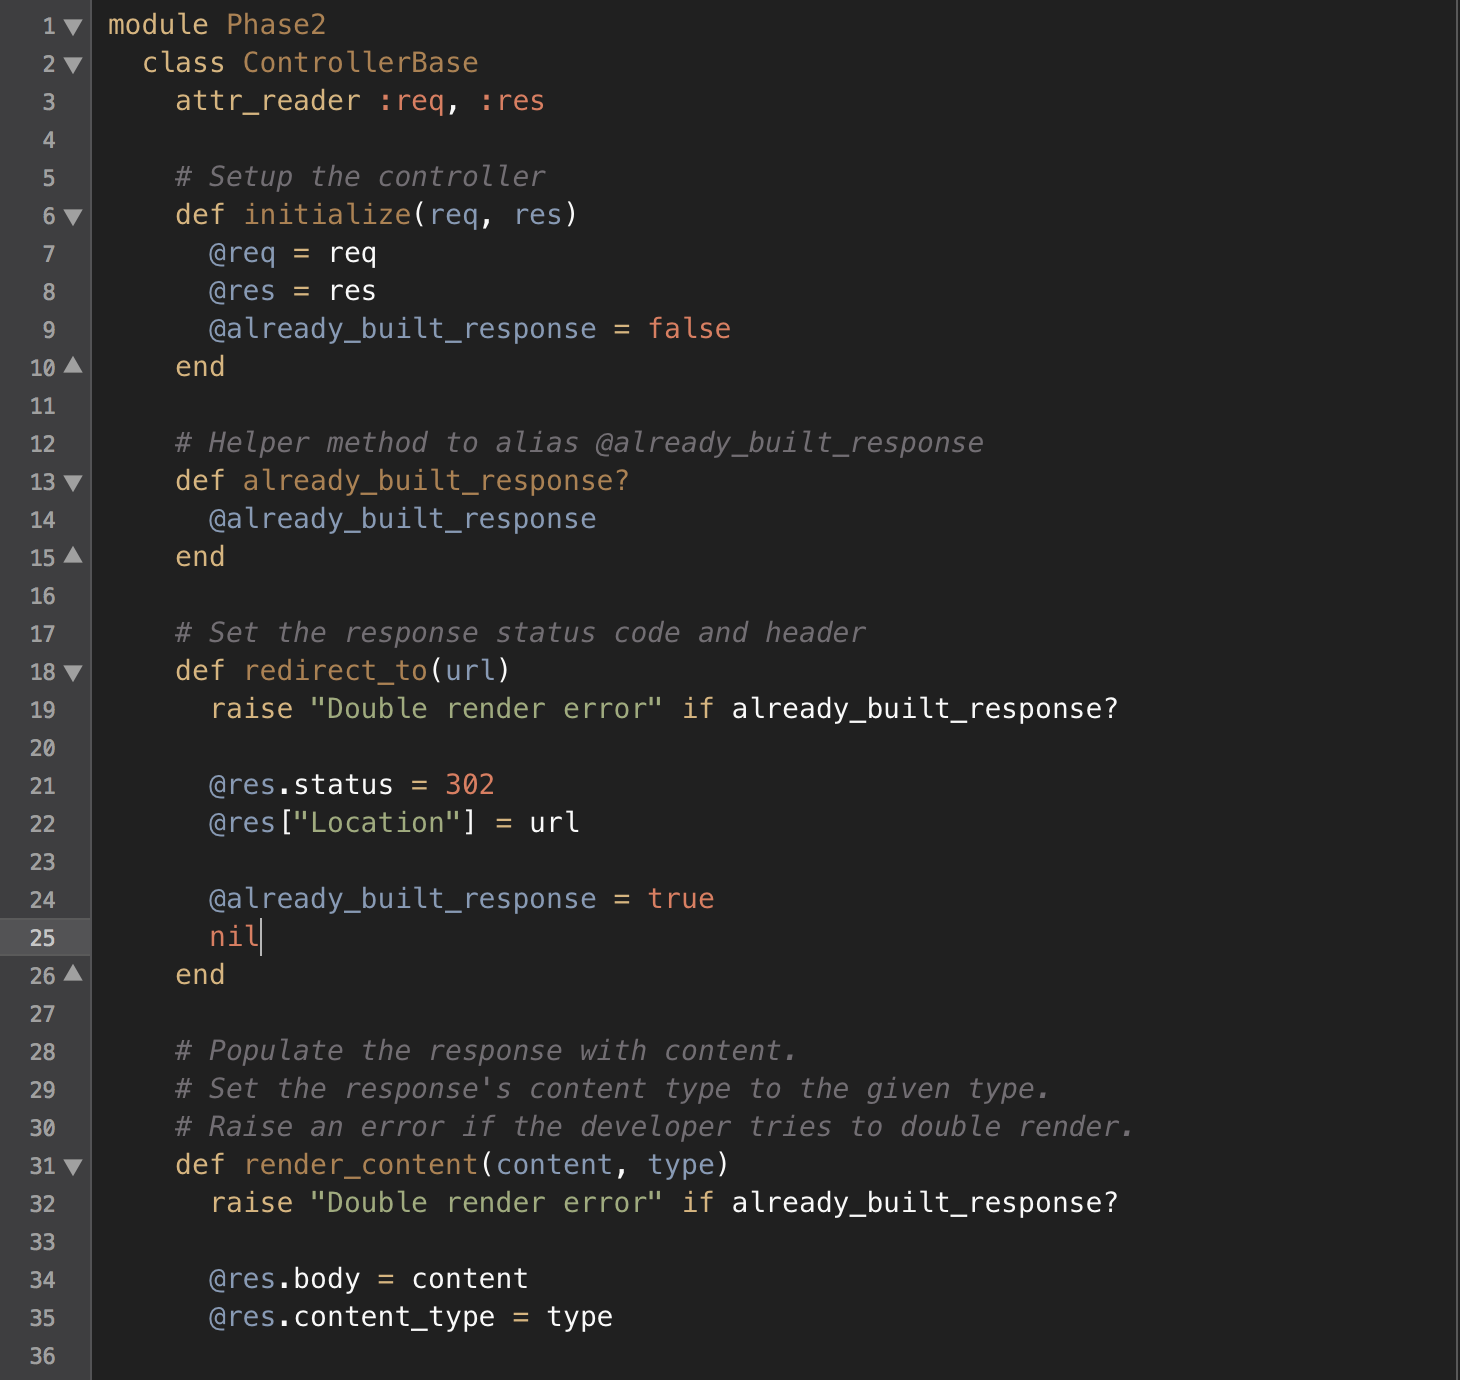 1 module Phase2
2   class ControllerBase
3     attr_reader :req, :res
4
5     # Setup the controller
6     def initialize(req, res)
7       @req = req
8       @res = res
9       @already_built_response = false
10     end
11
12     # Helper method to alias @already_built_response
13     def already_built_response?
14       @already_built_response
15     end
16
17     # Set the response status code and header
18     def redirect_to(url)
19       raise "Double render error" if already_built_response?
20
21       @res.status = 302
22       @res["Location"] = url
23
24       @already_built_response = true
25       nil
26     end
27
28     # Populate the response with content.
29     # Set the response's content type to the given type.
30     # Raise an error if the developer tries to double render.
31     def render_content(content, type)
32       raise "Double render error" if already_built_response?
33
34       @res.body = content
35       @res.content_type = type
36